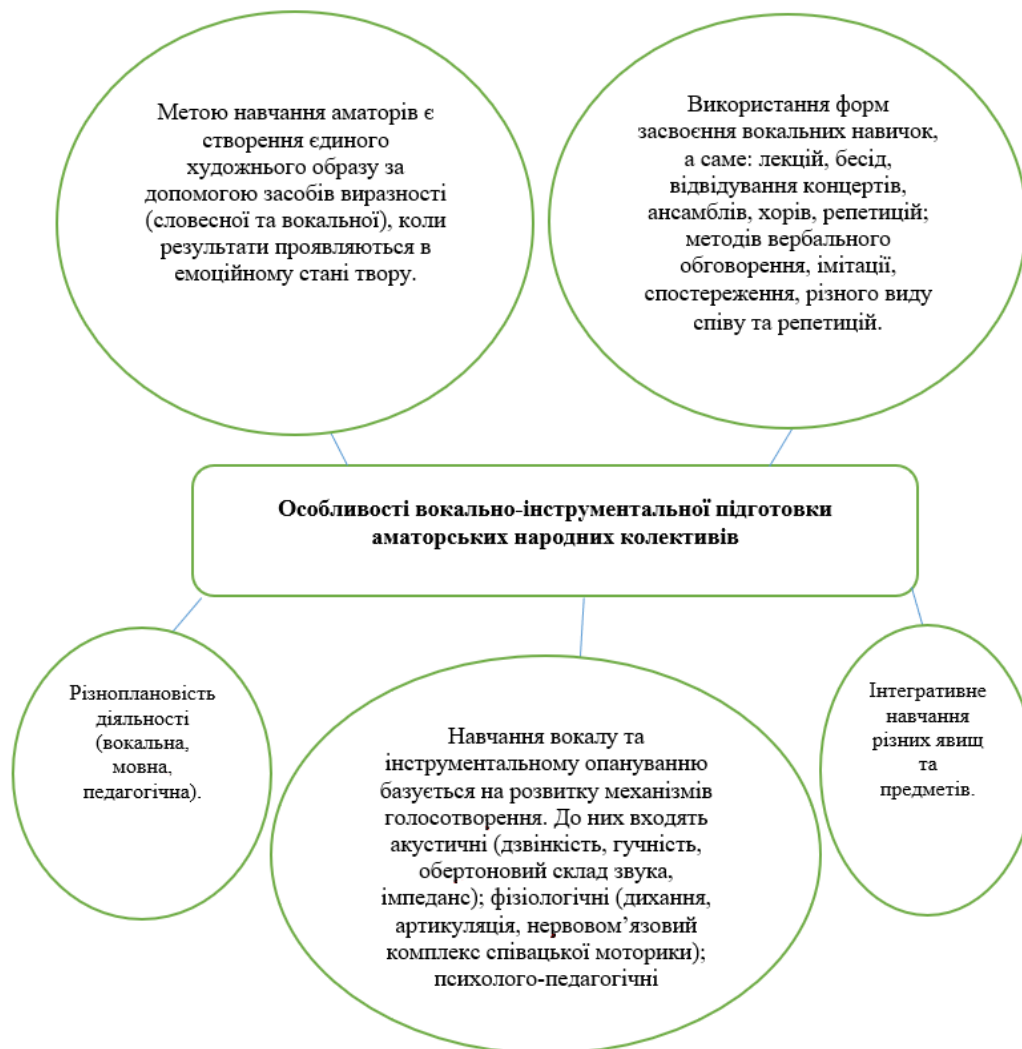 Метою навчання аматорів є
створення єдиного
художнього образу за
допомогою засобів виразності
(словесної та вокальної), коли
результати проявляються в
емоційному стані твору.
Використання форм
засвоєння вокальних навичок,
а саме: лекцій, бесід,
відвідування концертів,
ансамблів, хорів, репетицій;
методів вербального
обговорення, імітації,
спостереження, різного виду
співу та репетицій.
Особливості вокально-інструментальної підготовки
аматорських народних колективів
Різноплановість
діяльності
(вокальна,
мовна,
педагогічна).
Навчання вокалу та
інструментальному опануванню
базується на розвитку механізмів
голосотворення. До них входять
акустичні (дзвінкість, гучність,
обертоновий склад звука,
імпеданс); фізіологічні (дихання,
артикуляція, нервовом’язовий
комплекс співацької моторики);
психолого-педагогічні
Інтегративне
навчання
різних явищ
та
предметів.